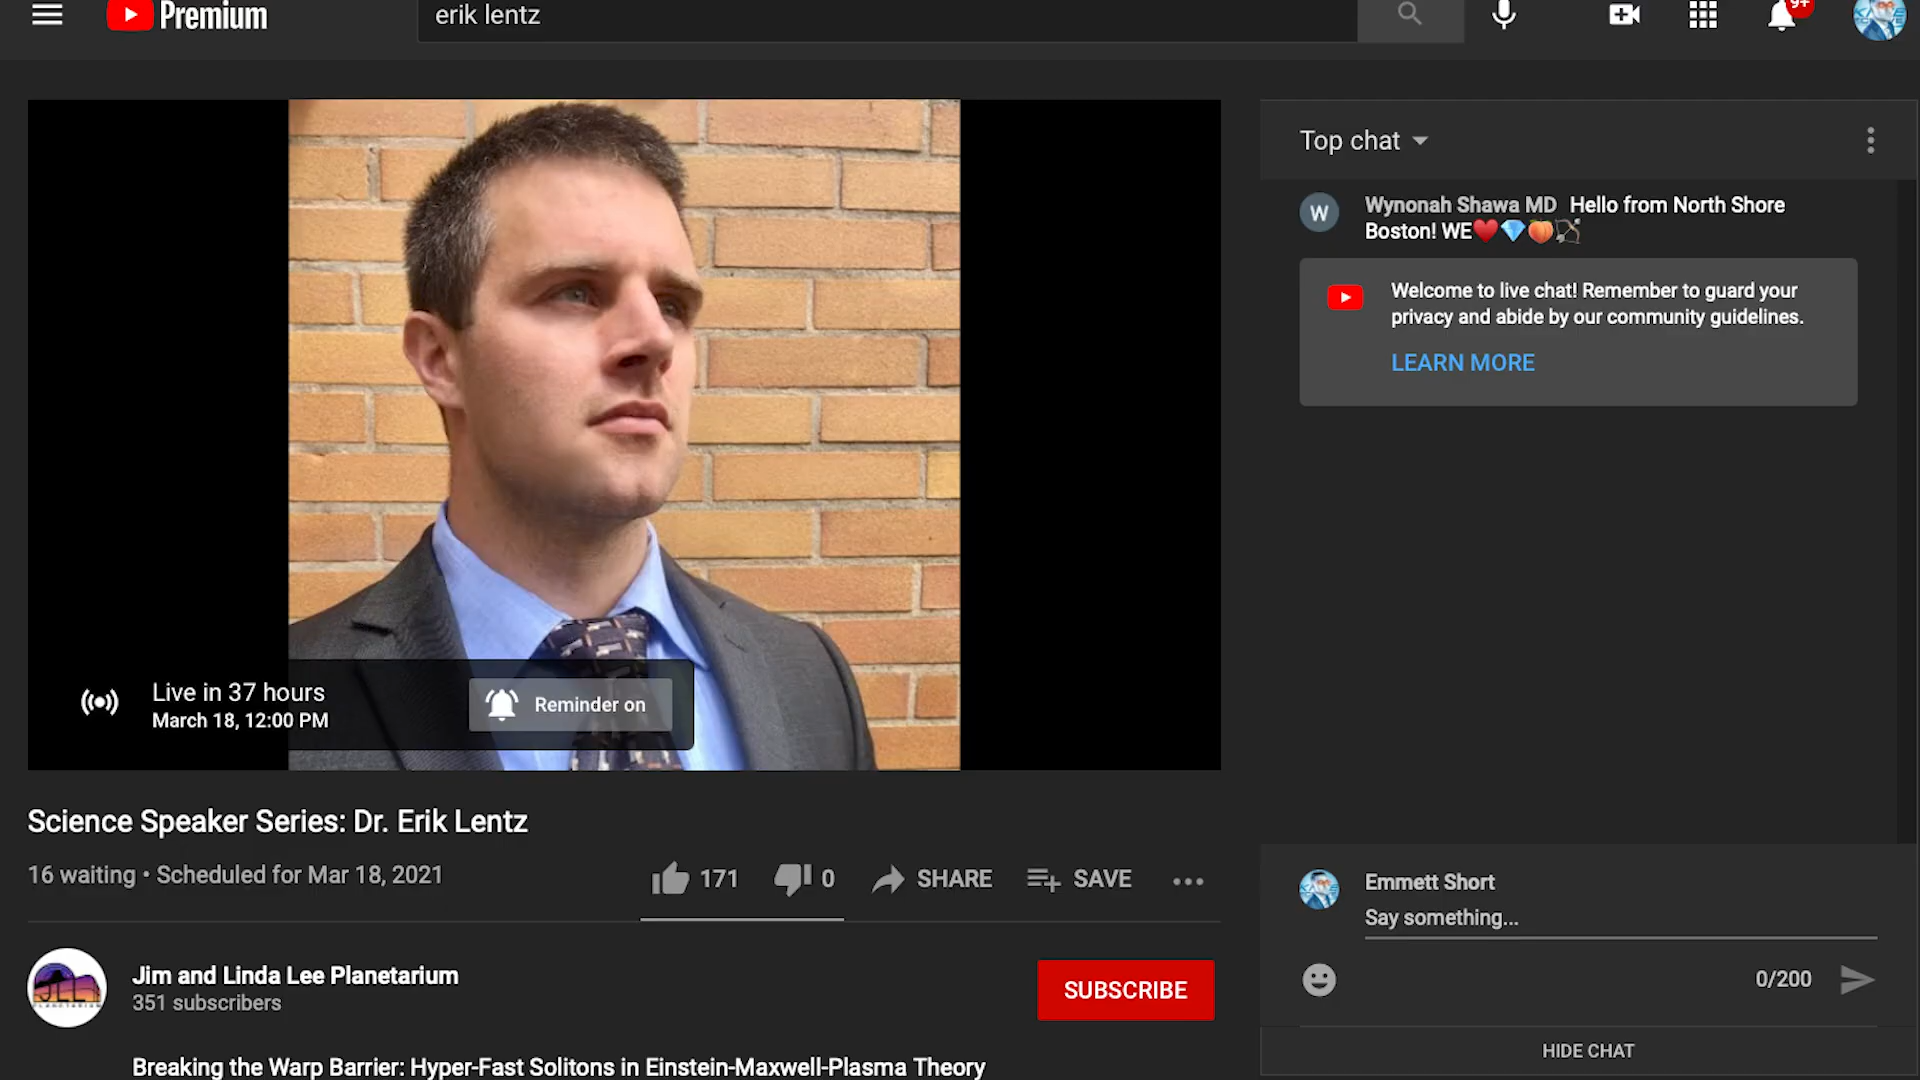 Premium
erik lentz
9+
Top chat
W
Wynonah Shawa MD Hello from North Shore
Boston! WE❤️💎🍑🏹
Welcome to live chat! Remember to guard your
privacy and abide by our community guidelines.
LEARN MORE
Live in 37 hours
March 18, 12:00 PM
Reminder on
Science Speaker Series: Dr. Erik Lentz
16 waiting • Scheduled for Mar 18, 2021
171
0
SHARE
SAVE
Jim and Linda Lee Planetarium
351 subscribers
SUBSCRIBE
Breaking the Warp Barrier: Hyper-Fast Solitons in Einstein-Maxwell-Plasma Theory
Emmett Short
Say something...
0/200
HIDE CHAT